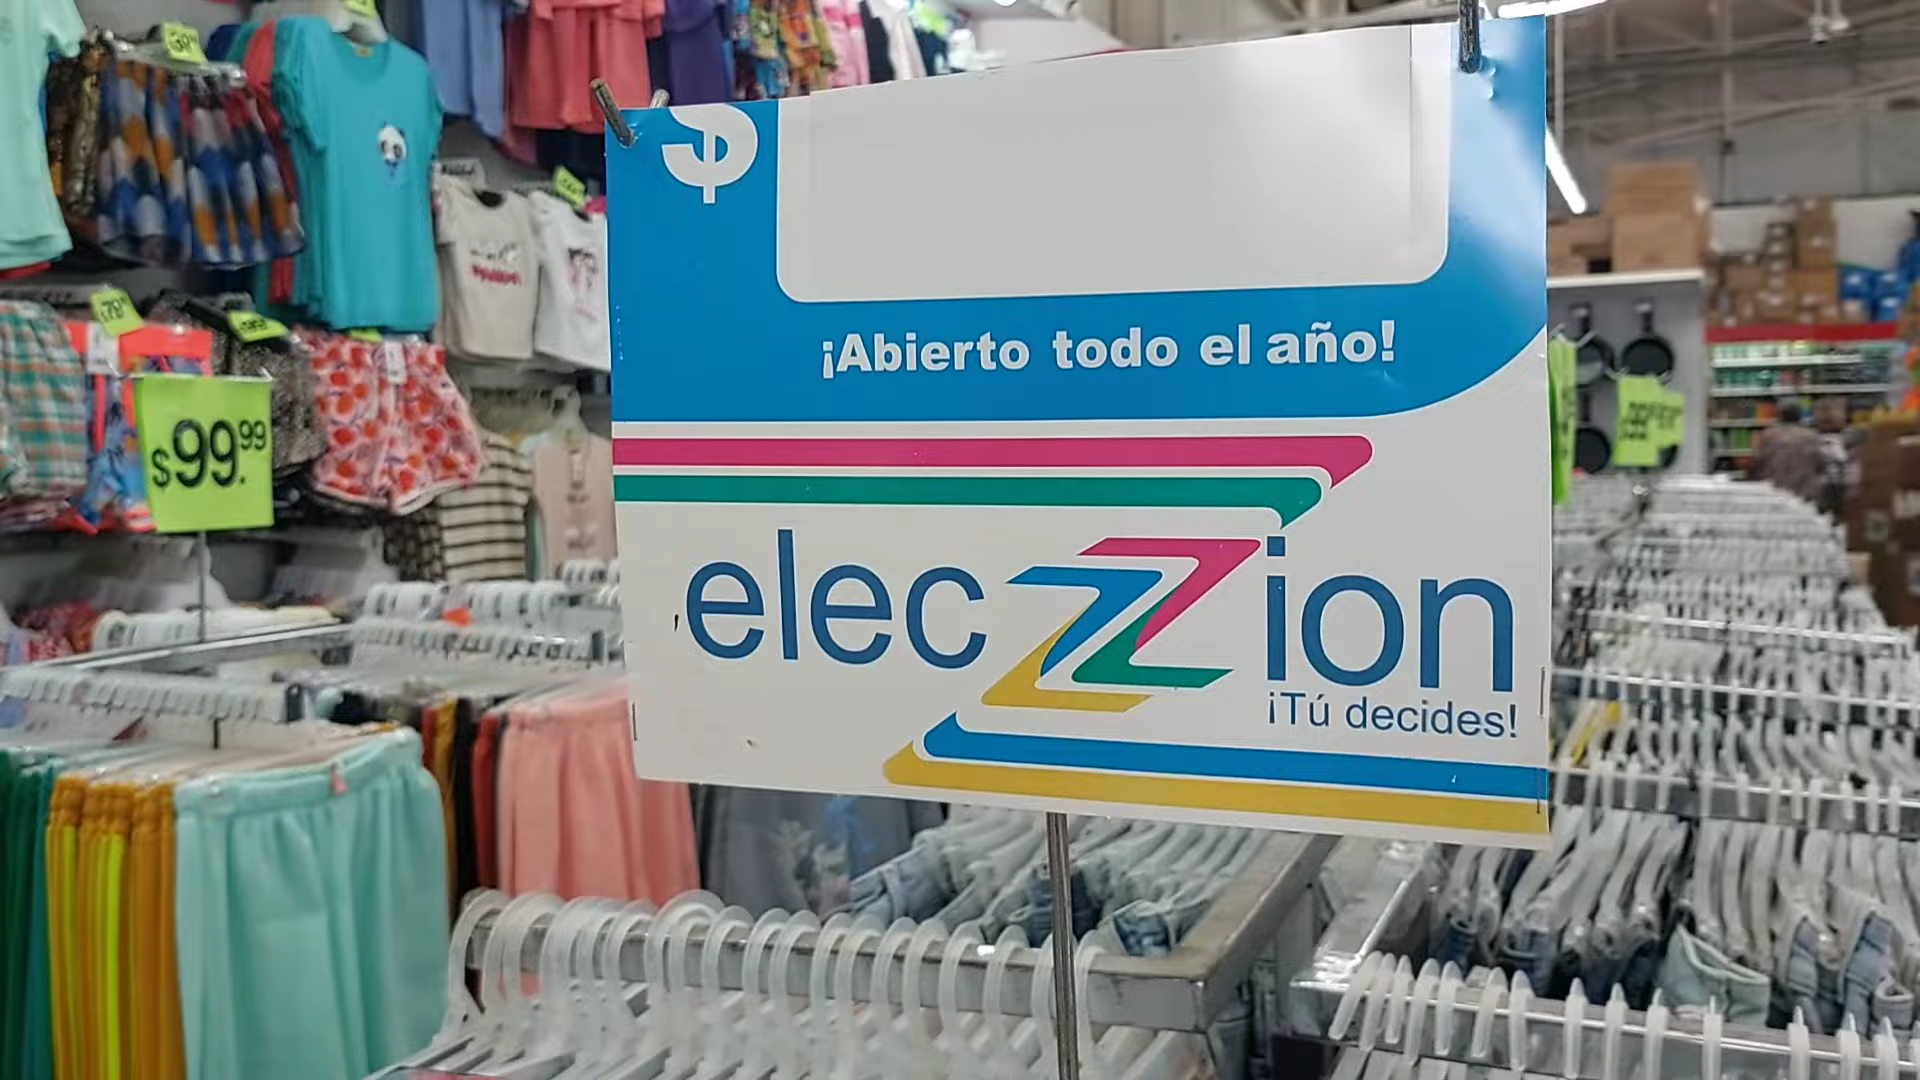 $
¡Abierto todo el año!
elecZion
¡Tú decides!
$99.99